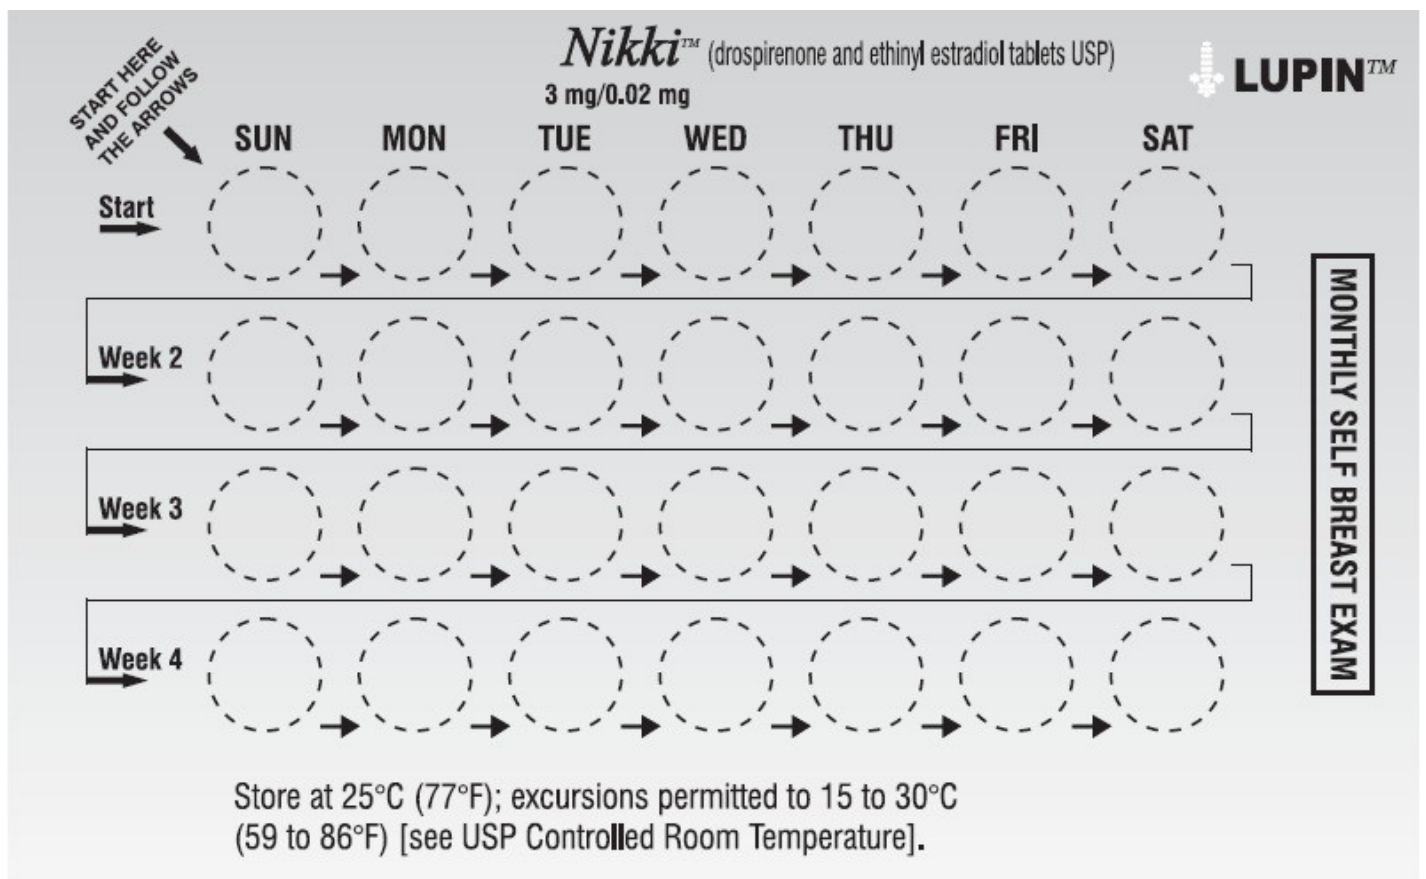 Nikki™ (drospirenone and ethinyl estradiol tablets USP)
3 mg/0.02 mg
LUPIN™
START HERE
AND FOLLOW
THE ARROWS
SUN MON TUE WED THU FRI SAT
Start
Week 2
Week 3
Week 4
MONTHLY SELF BREAST EXAM
Store at 25°C (77°F); excursions permitted to 15 to 30°C
(59 to 86°F) [see USP Controlled Room Temperature].